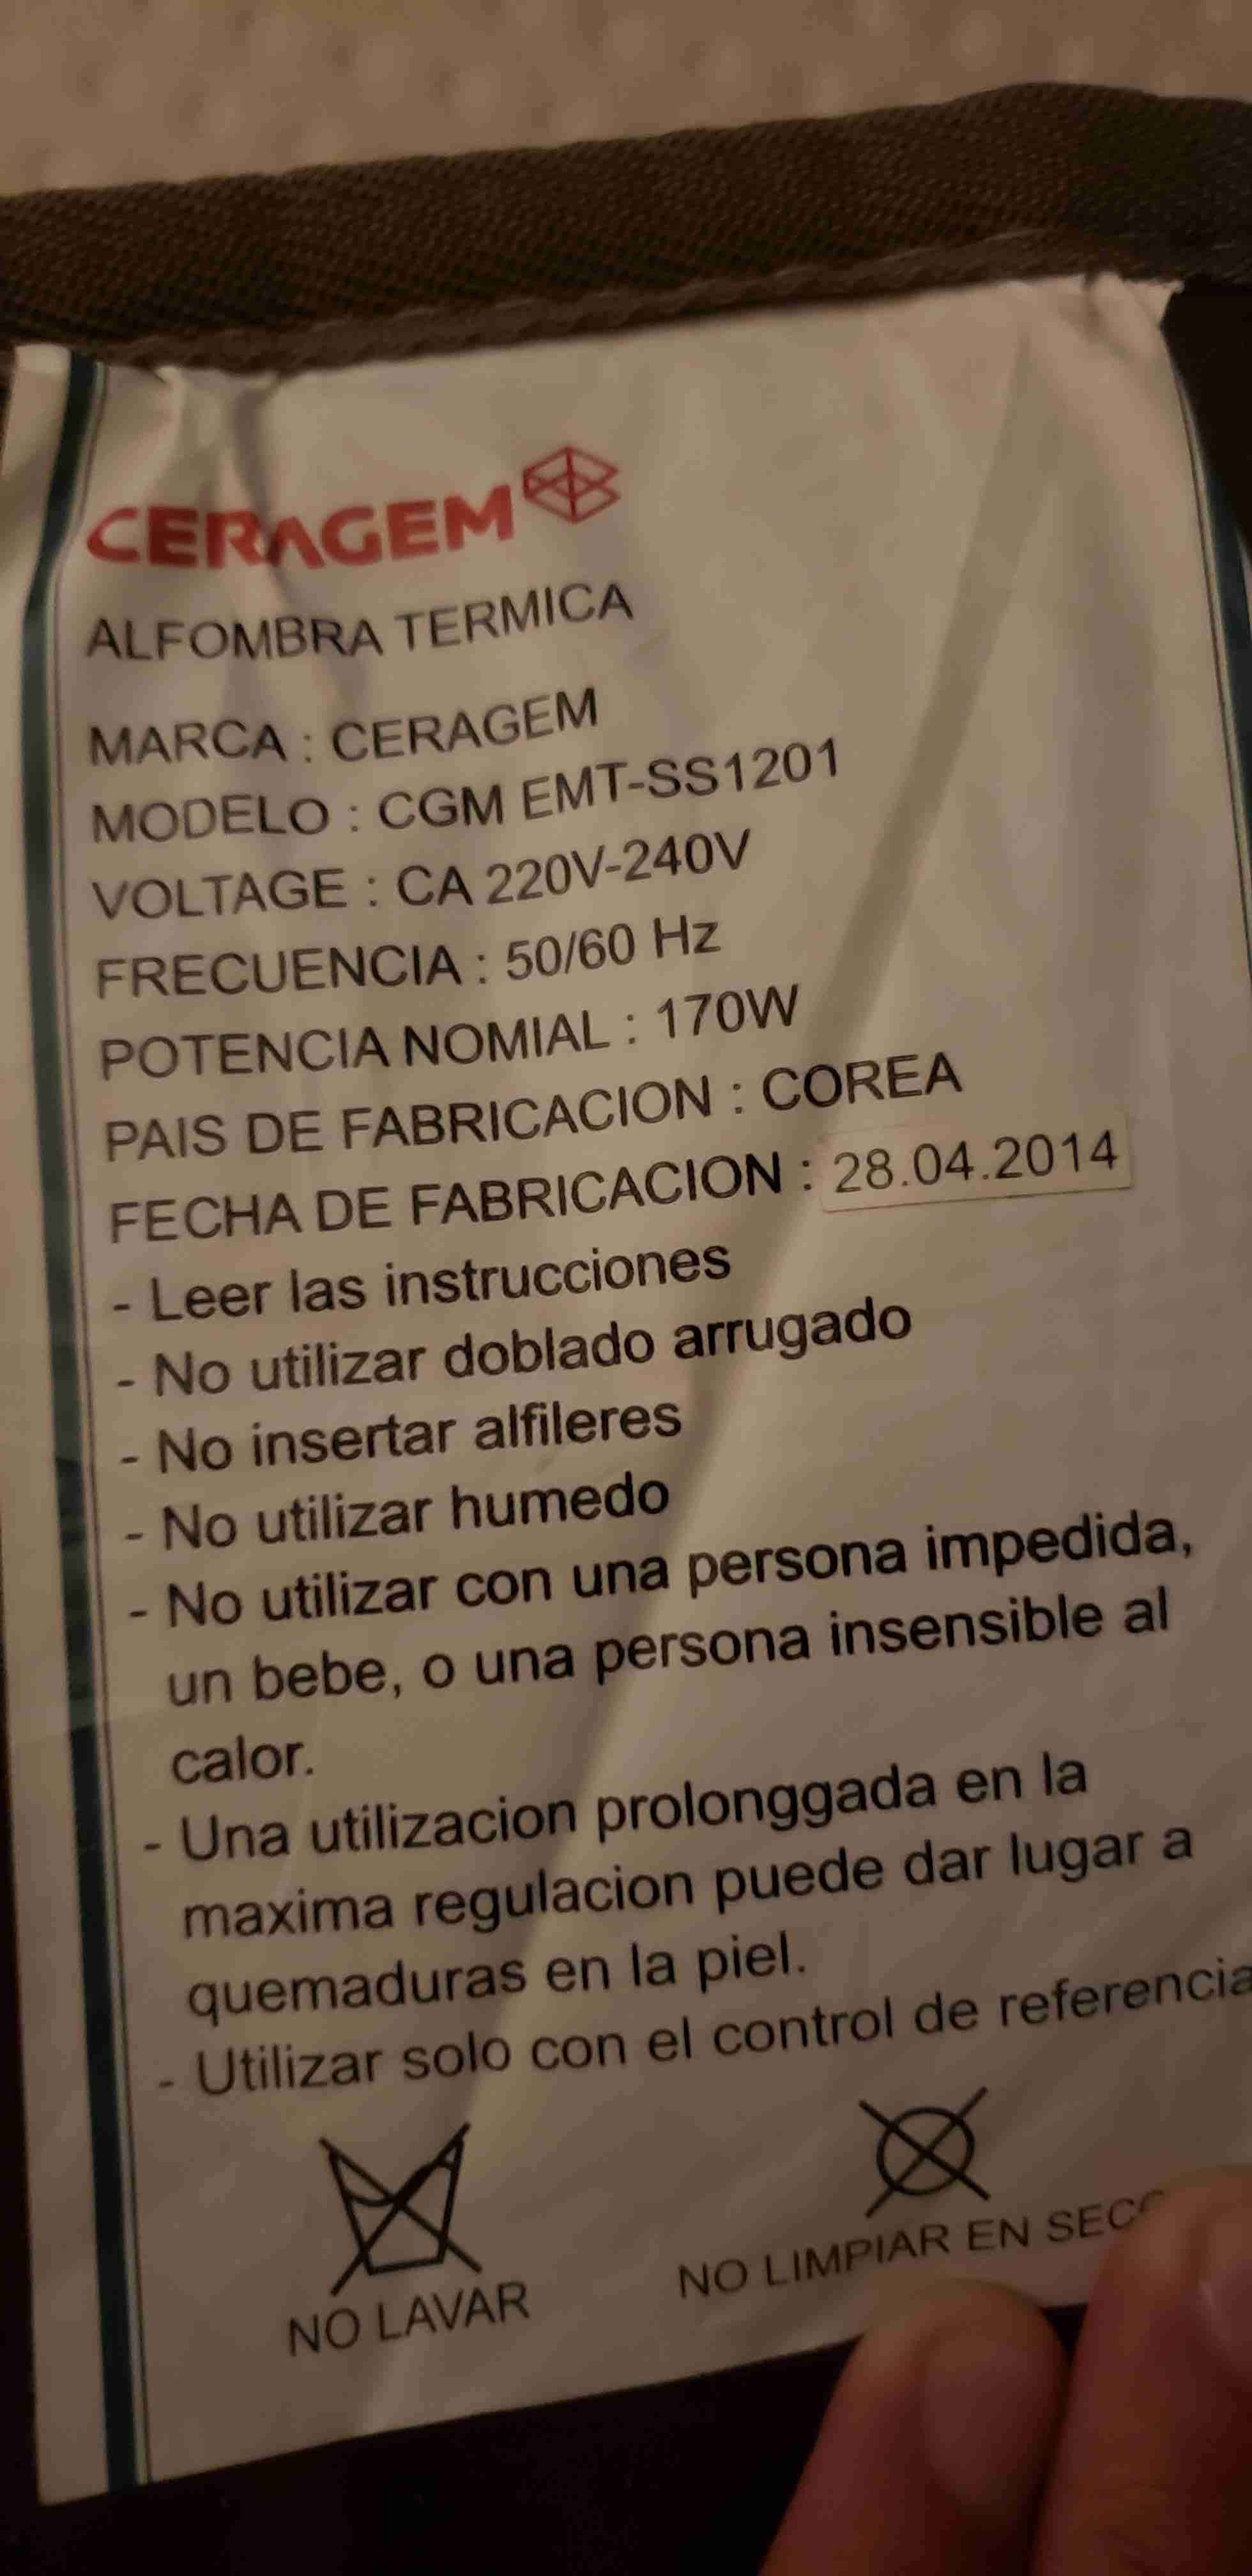 CERAGEM
ALFOMBRA TERMICA
MARCA : CERAGEM
MODELO : CGM EMT-SS1201
VOLTAGE : CA 220V-240V
FRECUENCIA : 50/60 Hz
POTENCIA NOMIAL : 170W
PAIS DE FABRICACION : COREA
FECHA DE FABRICACION : 28.04.2014
- Leer las instrucciones
- No utilizar doblado arrugado
- No insertar alfileres
- No utilizar humedo
- No utilizar con una persona impedida,
un bebe, o una persona insensible al
calor.
- Una utilizacion prolonggada en la
maxima regulacion puede dar lugar a
quemaduras en la piel.
- Utilizar solo con el control de referencia
NO LAVAR
NO LIMPIAR EN SECO